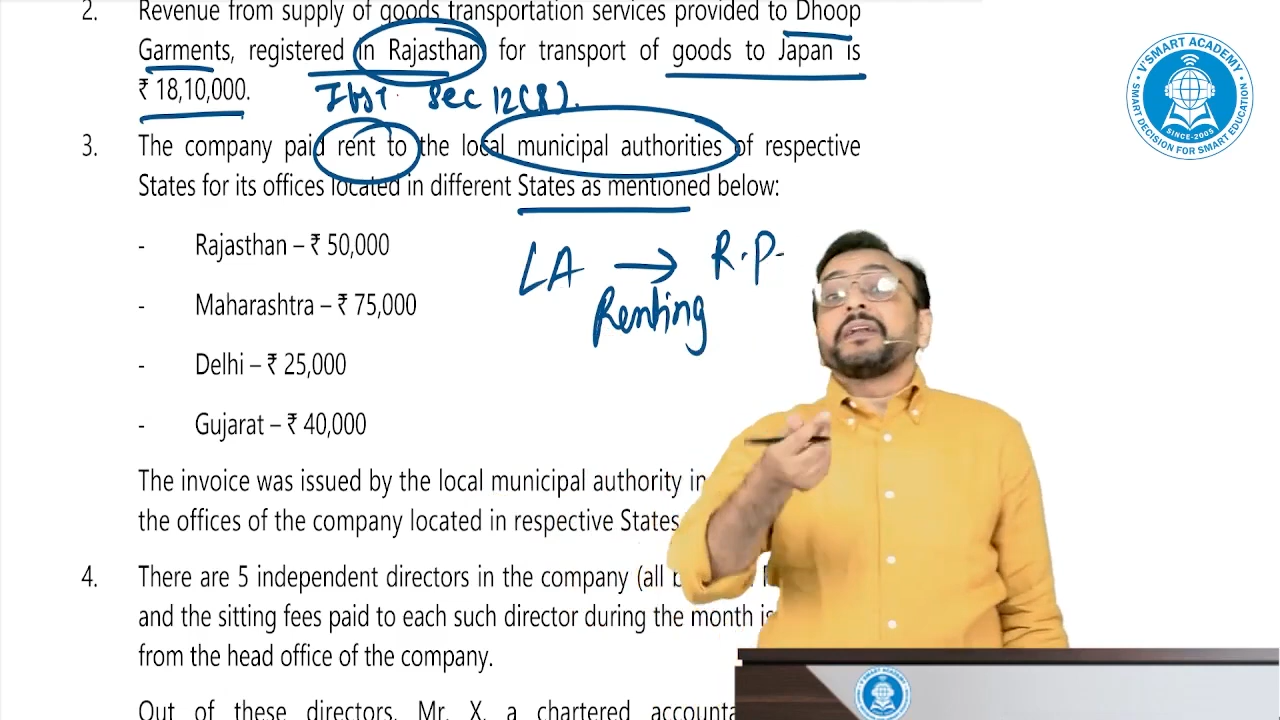 2. Revenue from supply of goods transportation services provided to Dhoop
Garments, registered in Rajasthan for transport of goods to Japan is
₹ 18,10,000.
IGST. Sec 12(8).
3. The company paid rent to the local municipal authorities of respective
States for its offices located in different States as mentioned below:
- Rajasthan – ₹ 50,000
- Maharashtra – ₹ 75,000
- Delhi – ₹ 25,000
- Gujarat – ₹ 40,000
LA → R.P.
Renting
The invoice was issued by the local municipal authority in
the offices of the company located in respective States
4. There are 5 independent directors in the company (all
and the sitting fees paid to each such director during the month is
from the head office of the company.
Out of these directors, Mr. X, a chartered
V'SMART ACADEMY
SMART DECISION FOR SMART EDUCATION
SINCE-2005